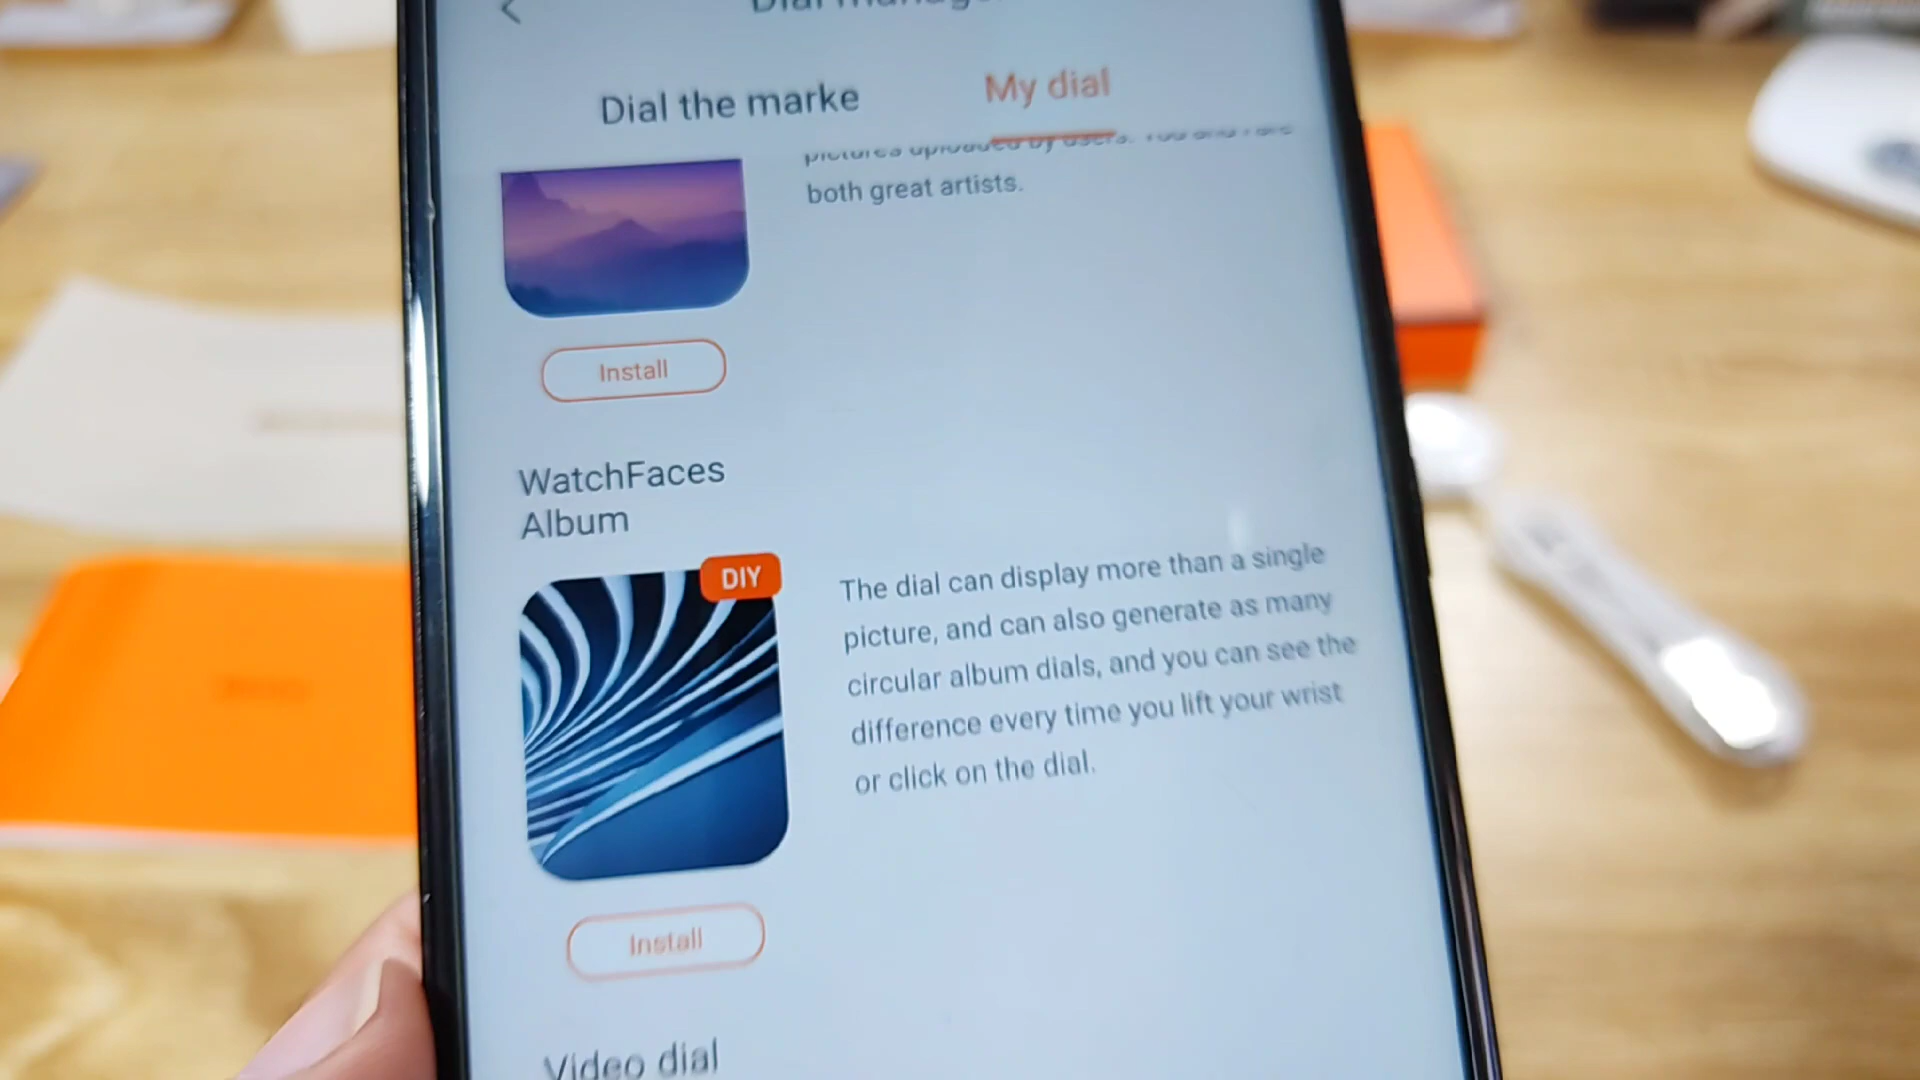 Dial the marke
My dial
pictures uploaded by users. You and I are
both great artists.
Install
WatchFaces
Album
DIY
The dial can display more than a single
picture, and can also generate as many
circular album dials, and you can see the
difference every time you lift your wrist
or click on the dial.
Install
Video dial